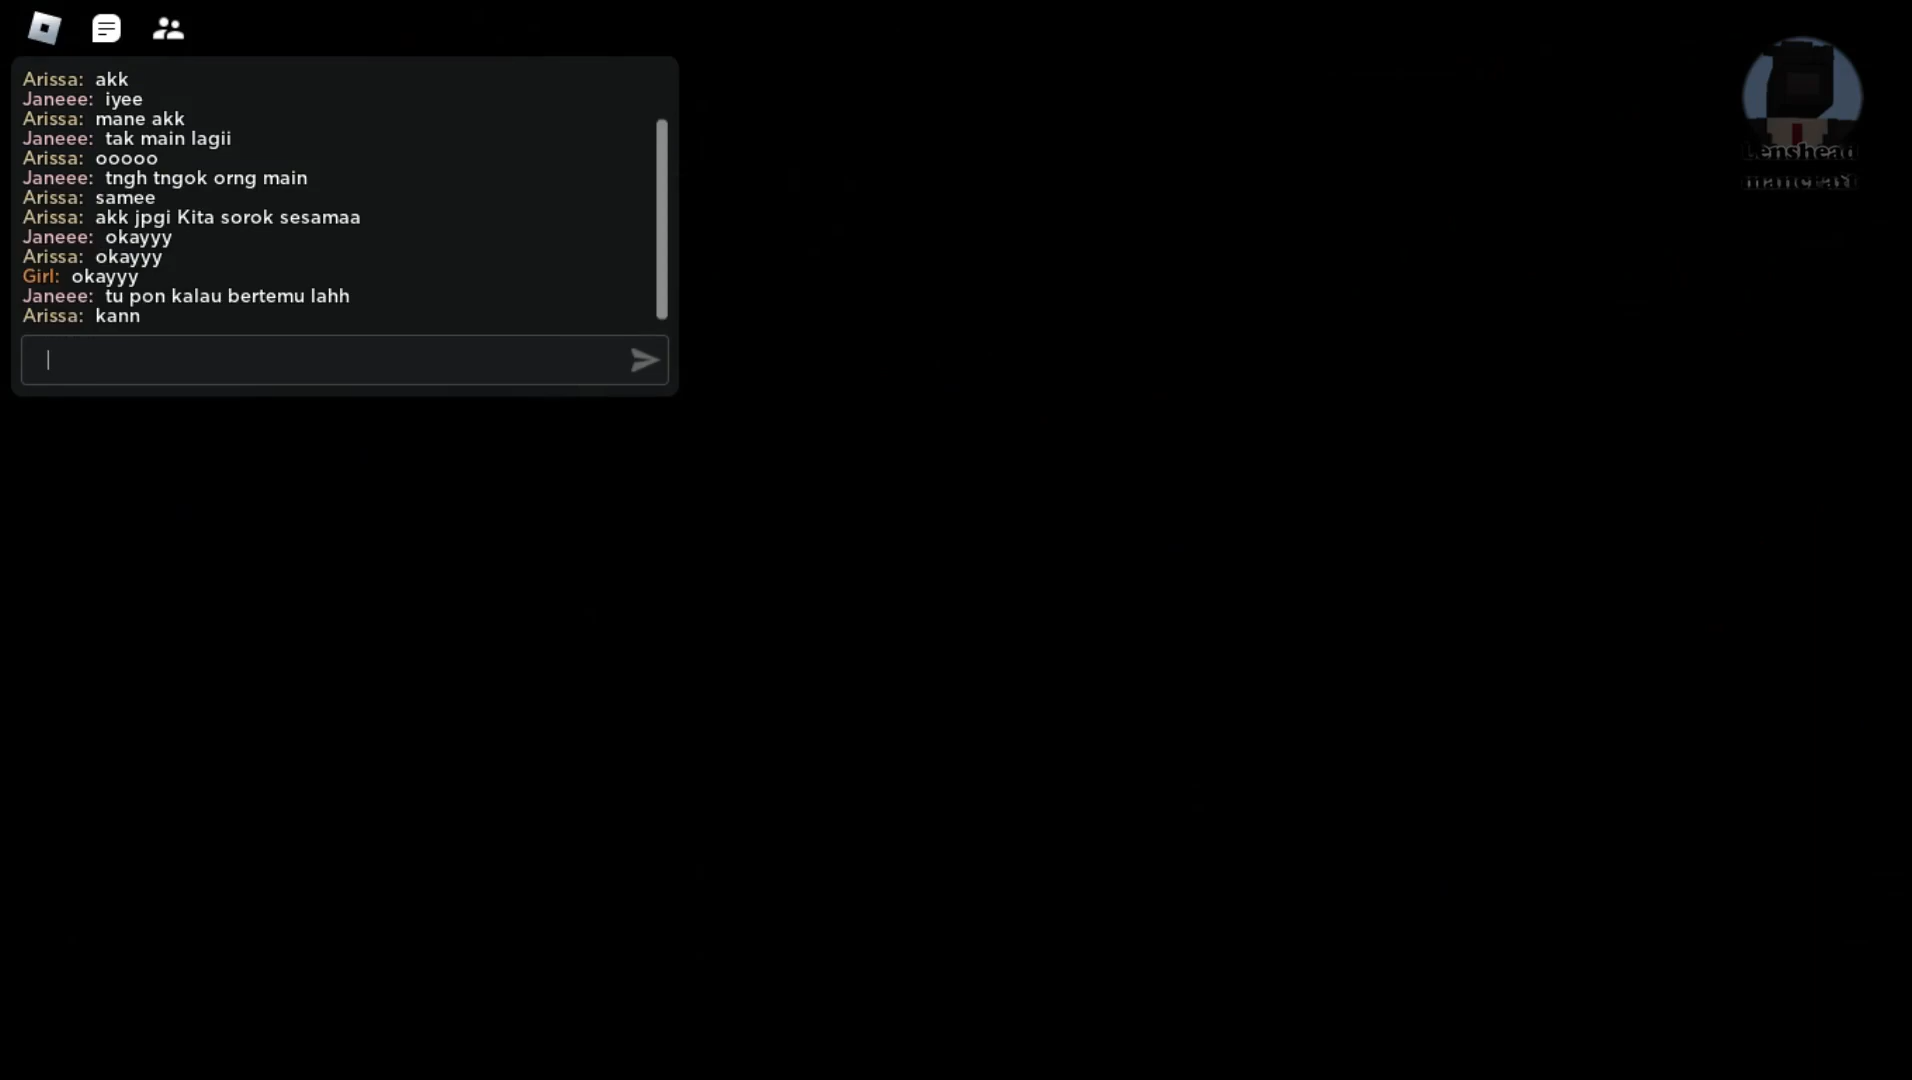 Arissa: akk
Janeee: iyee
Arissa: mane akk
Janeee: tak main lagii
Arissa: ooooo
Janeee: tngh tngok orng main
Arissa: samee
Arissa: akk jpgi Kita sorok sesamaa
Janeee: okayyy
Arissa: okayyy
Girl: okayyy
Janeee: tu pon kalau bertemu lahh
Arissa: kann
Lenshead
mancraft